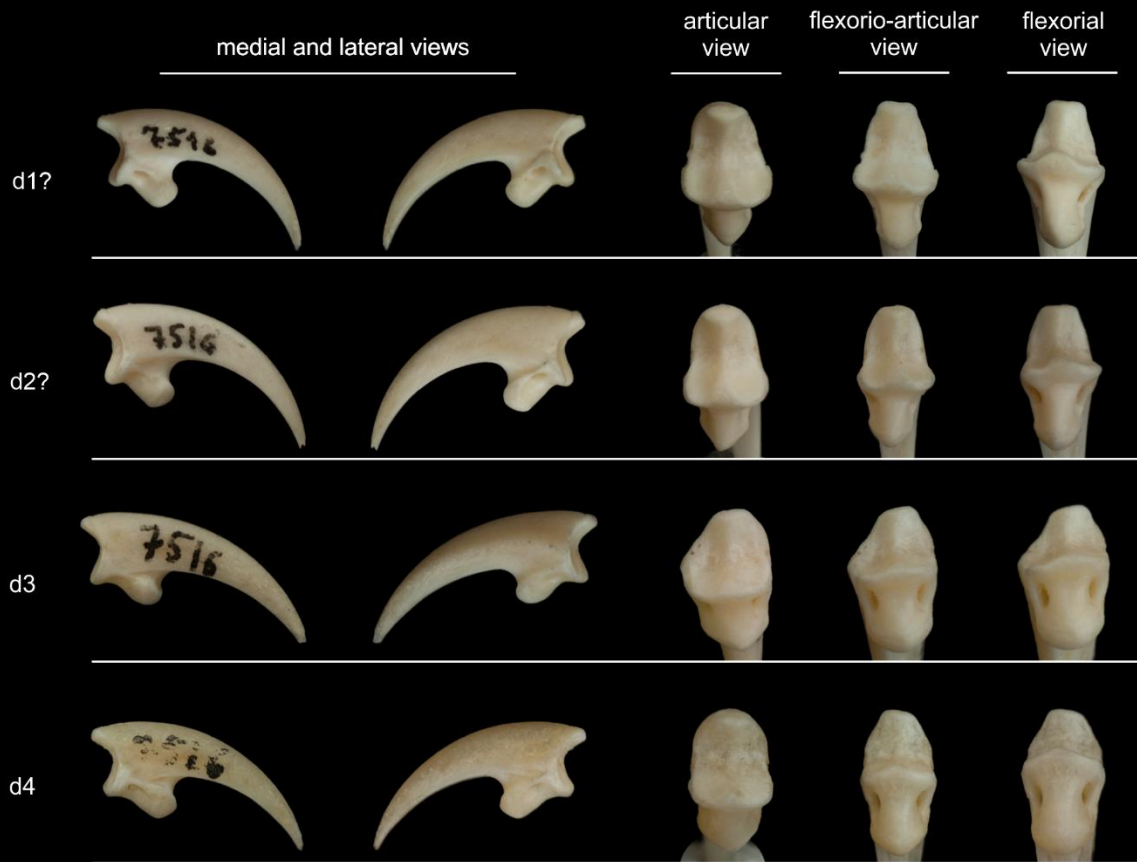 medial and lateral views
articular
view
flexorio-articular
view
flexorial
view
d1?
7516
d2?
7516
d3
7516
d4